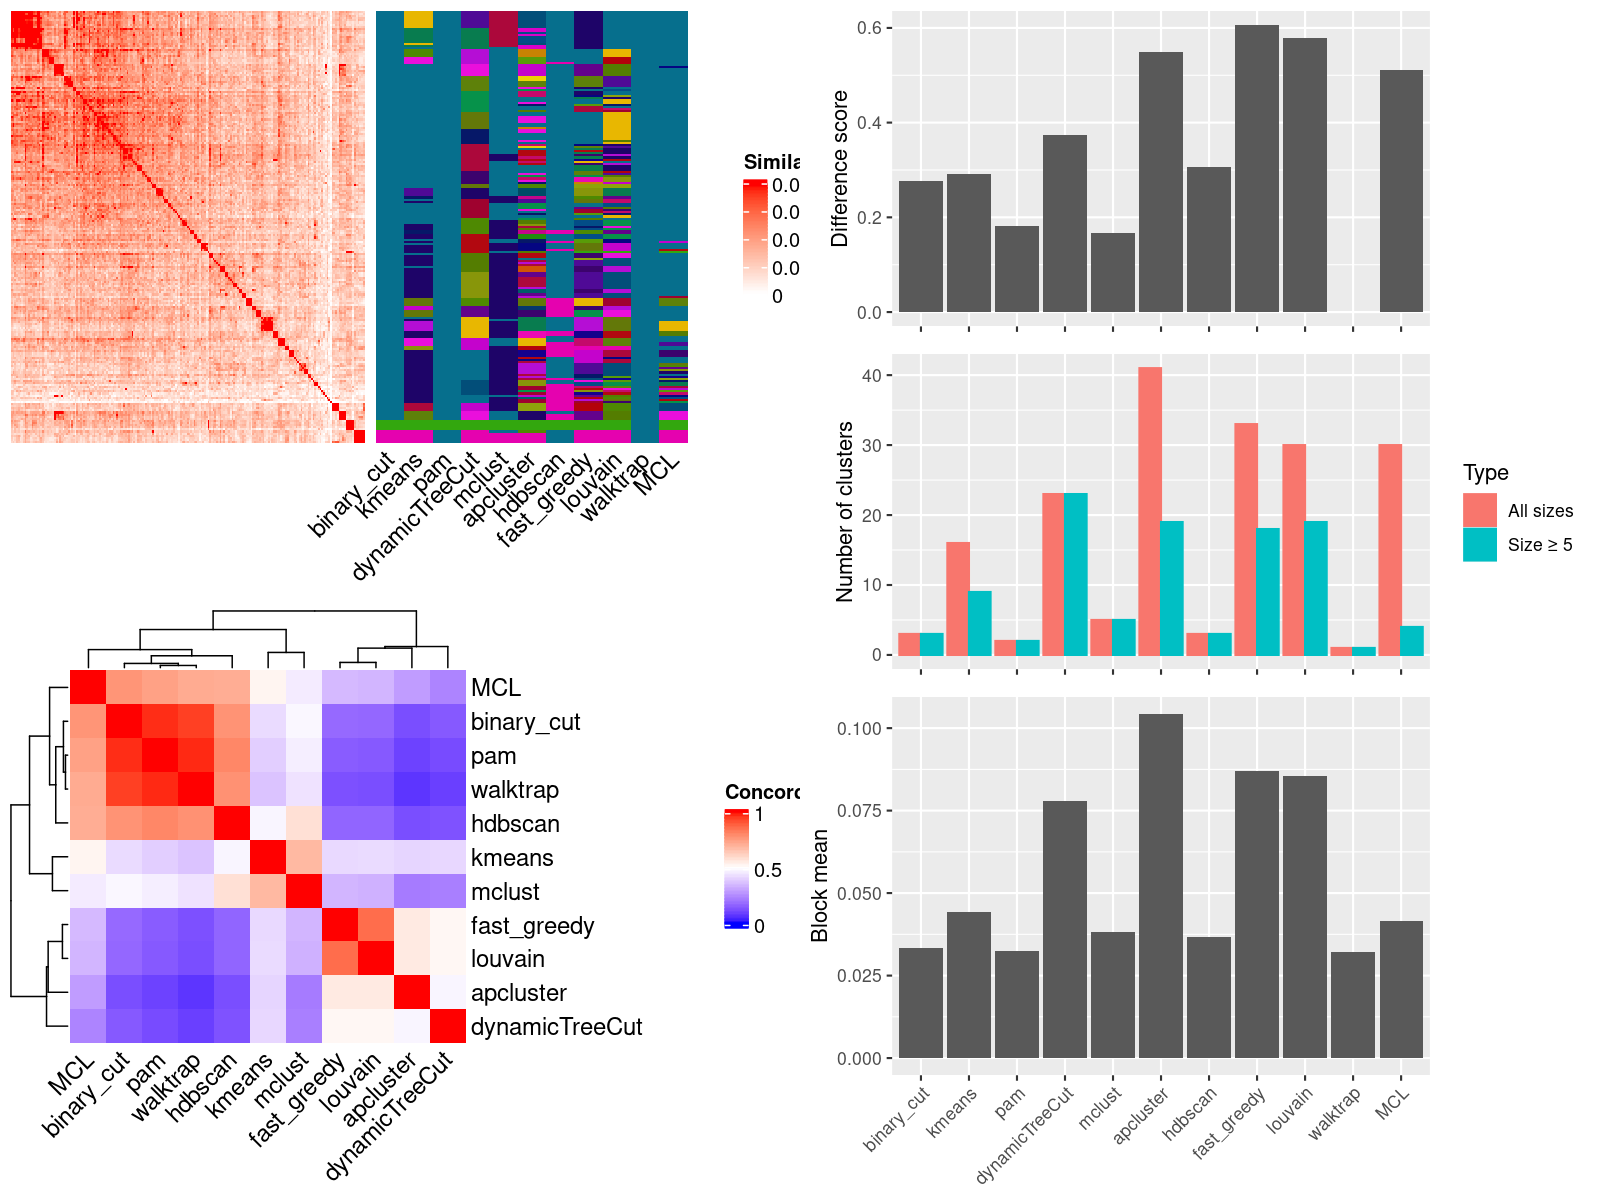 Simila
0.0
0.0
0.0
0.0
0
binary_cut
kmeans
pam
dynamicTreeCut
mclust
apcluster
hdbscan
fast_greedy
louvain
walktrap
MCL
Difference score
0.6
0.4
0.2
0.0
Number of clusters
40
30
20
10
0
Type
All sizes
Size ≥ 5
MCL
binary_cut
pam
walktrap
hdbscan
kmeans
mclust
fast_greedy
louvain
apcluster
dynamicTreeCut
MCL
binary_cut
pam
walktrap
hdbscan
kmeans
mclust
fast_greedy
louvain
apcluster
dynamicTreeCut
Concord
1
0.5
0
Block mean
0.100
0.075
0.050
0.025
0.000
binary_cut
kmeans
pam
dynamicTreeCut
mclust
apcluster
hdbscan
fast_greedy
louvain
walktrap
MCL